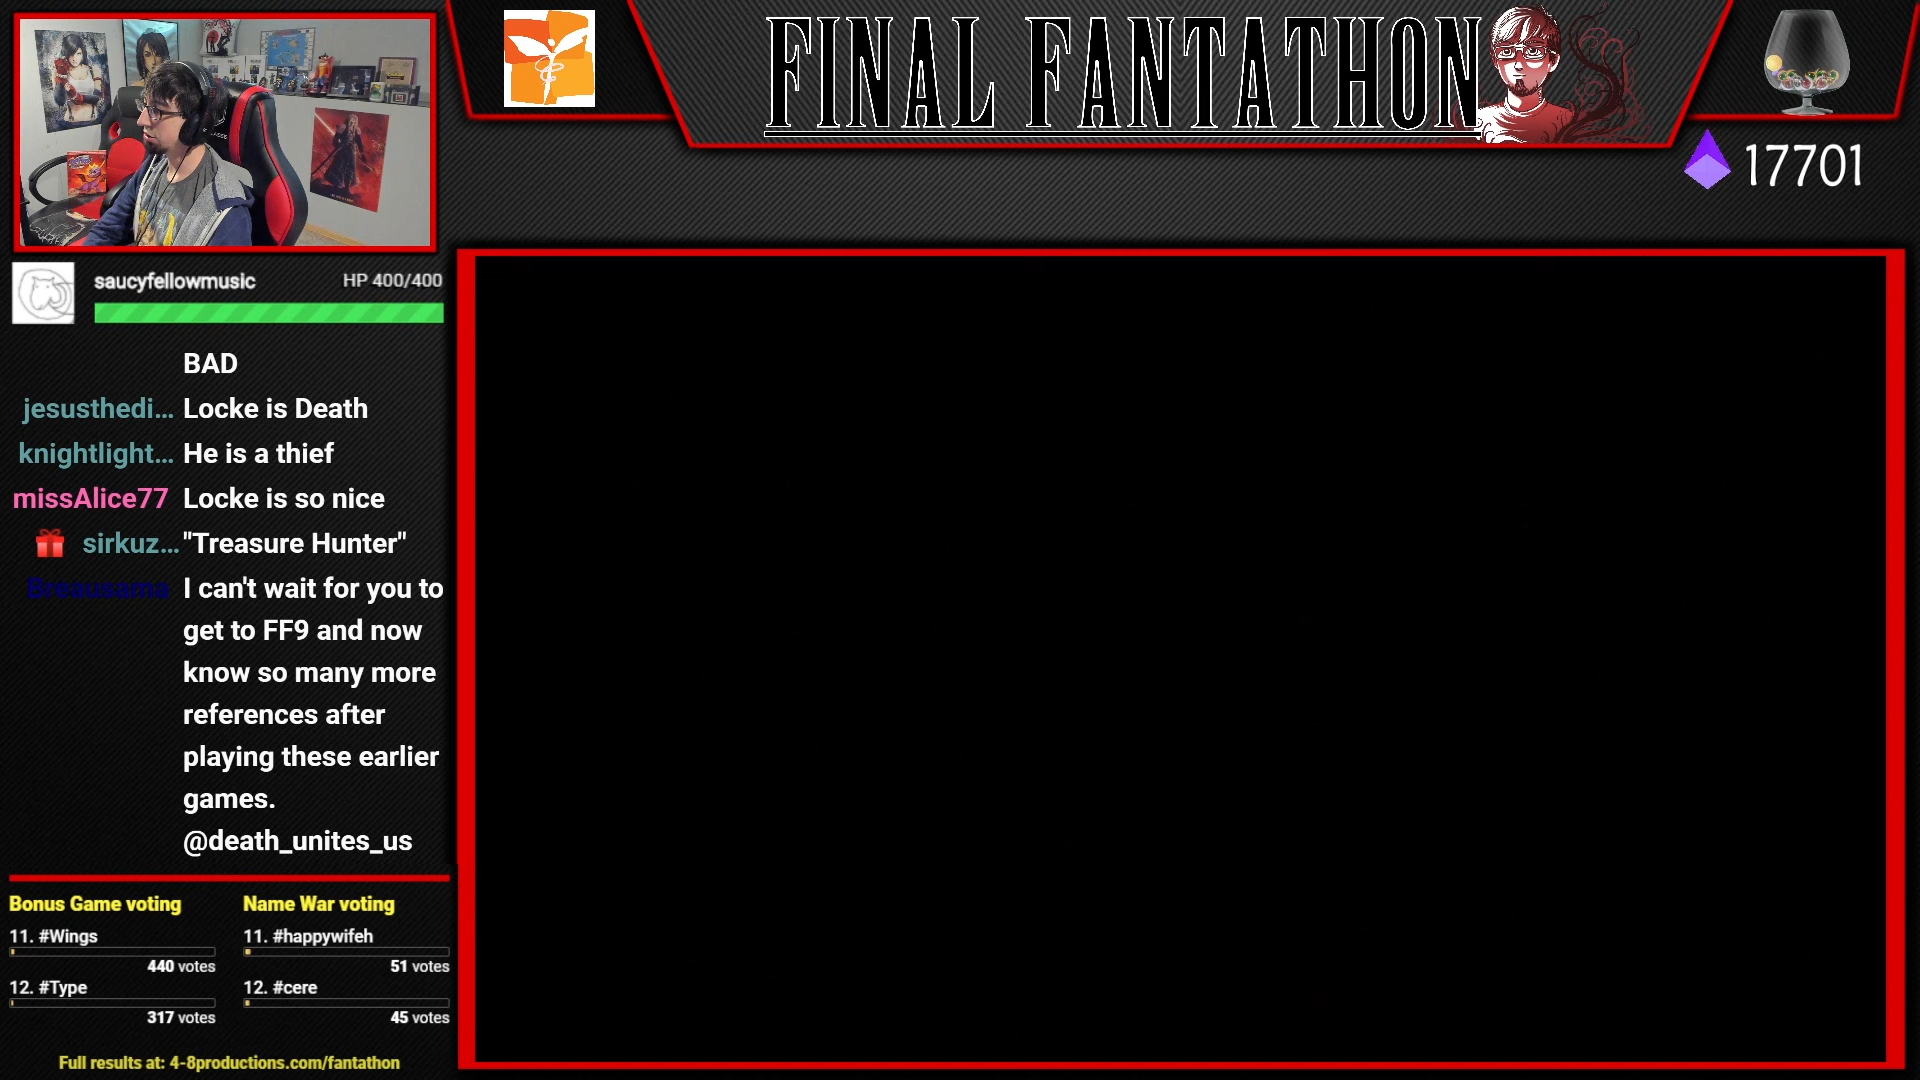 FINAL FANTATHON
17701
saucyfellowmusic HP 400/400
BAD
jesusthedi... Locke is Death
knightlight... He is a thief
missAlice77 Locke is so nice
sirkuz... "Treasure Hunter"
Breausama I can't wait for you to
get to FF9 and now
know so many more
references after
playing these earlier
games.
@death_unites_us
Bonus Game voting
11. #Wings
440 votes
12. #Type
317 votes
Name War voting
11. #happywifeh
51 votes
12. #cere
45 votes
Full results at: 4-8productions.com/fantathon